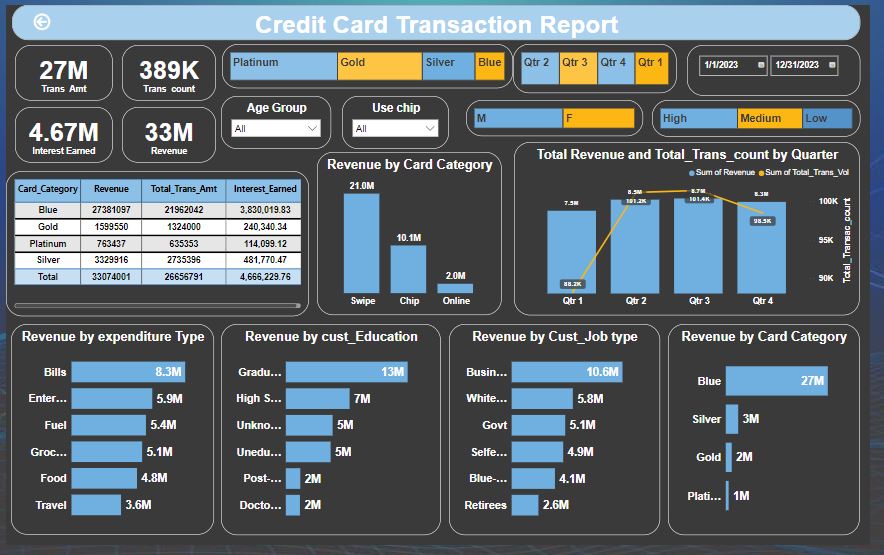 Credit Card Transaction Report
27M
Trans Amt
389K
Trans count
4.67M
Interest Earned
33M
Revenue
Platinum Gold Silver Blue
Qtr 2 Qtr 3 Qtr 4 Qtr 1
1/1/2023 12/31/2023
Age Group
All
Use chip
All
M F
High Medium Low
Card_Category Revenue Total_Trans_Amt Interest_Earned
Blue 27381097 21962042 3,830,019.83
Gold 1599550 1324000 240,340.34
Platinum 763437 635353 114,099.12
Silver 3329916 2735396 481,770.47
Total 33074001 26656791 4,666,229.76
Revenue by Card Category
21.0M
10.1M
2.0M
Swipe Chip Online
Total Revenue and Total_Trans_count by Quarter
Sum of Revenue Sum of Total_Trans_Vol
7.5M 8.5M 8.7M 8.3M
88.2K 101.2K 101.4K 98.5K
100K
95K
90K
Total_Transac_count
Qtr 1 Qtr 2 Qtr 3 Qtr 4
Revenue by expenditure Type
Bills 8.3M
Enter... 5.9M
Fuel 5.4M
Groc... 5.1M
Food 4.8M
Travel 3.6M
Revenue by cust_Education
Gradu... 13M
High S... 7M
Unkno... 5M
Unedu... 5M
Post-... 2M
Docto... 2M
Revenue by Cust_Job type
Busin... 10.6M
White... 5.8M
Govt 5.1M
Selfe... 4.9M
Blue-... 4.1M
Retirees 2.6M
Revenue by Card Category
Blue 27M
Silver 3M
Gold 2M
Plati... 1M